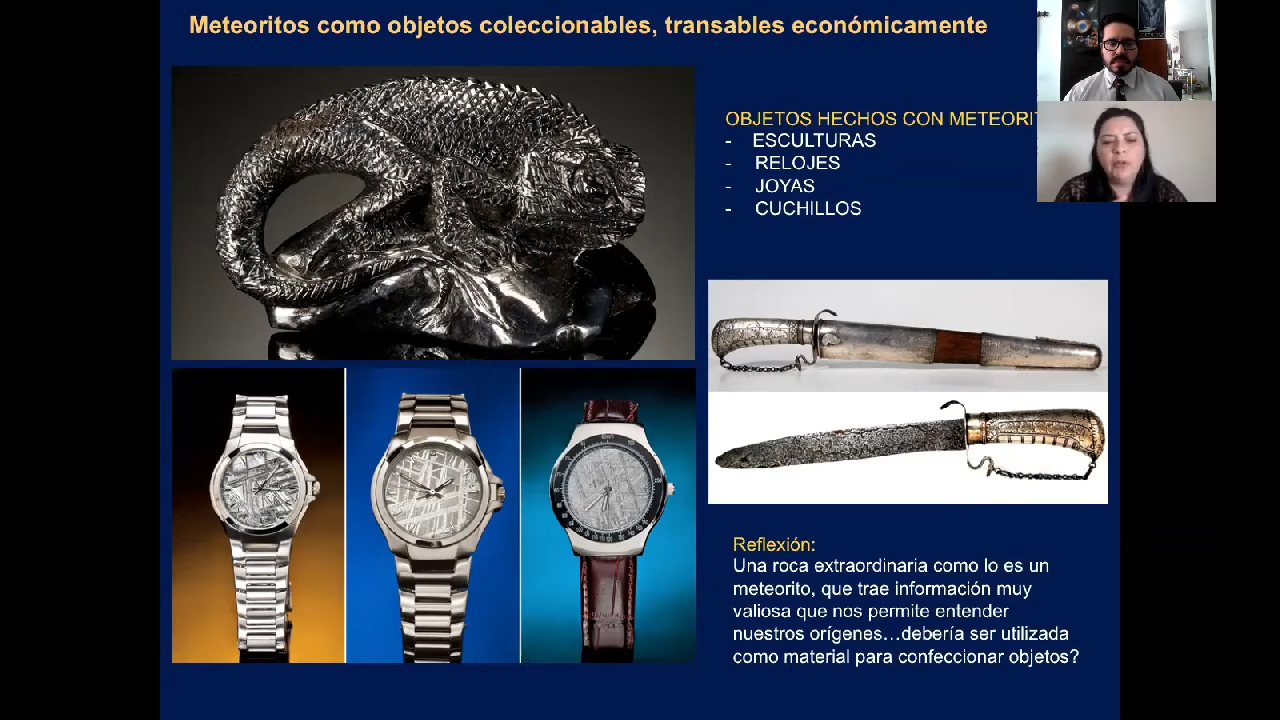 Meteoritos como objetos coleccionables, transables económicamente
OBJETOS HECHOS CON METEORI
- ESCULTURAS
- RELOJES
- JOYAS
- CUCHILLOS
Reflexión:
Una roca extraordinaria como lo es un
meteorito, que trae información muy
valiosa que nos permite entender
nuestros orígenes…debería ser utilizada
como material para confeccionar objetos?